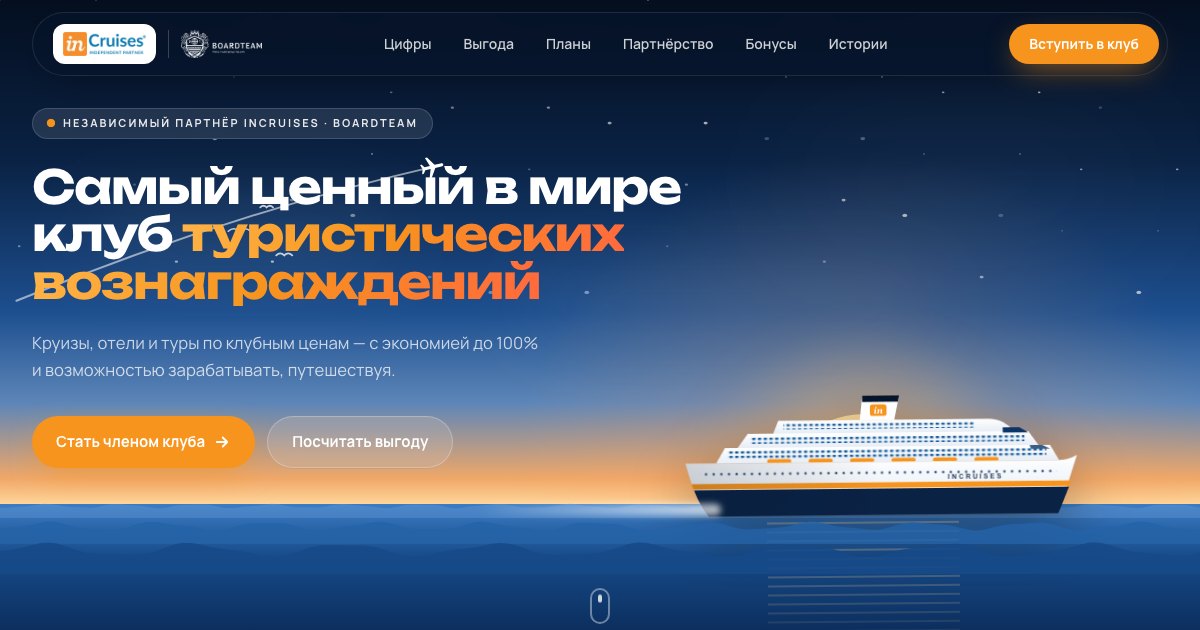 in Cruises®
INDEPENDENT PARTNER
BOARDTEAM
Цифры
Выгода
Планы
Партнёрство
Бонусы
Истории
Вступить в клуб
НЕЗАВИСИМЫЙ ПАРТНЁР INCRUISES · BOARDTEAM
Самый ценный в мире
клуб туристических
вознаграждений
Круизы, отели и туры по клубным ценам — с экономией до 100%
и возможностью зарабатывать, путешествуя.
Стать членом клуба →
Посчитать выгоду
in
INCRUISES